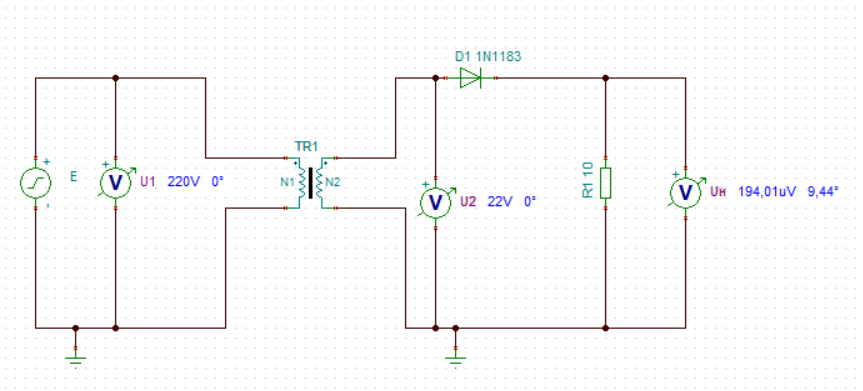 D1 1N1183
TR1
E
U1 220V 0°
N1
N2
U2 22V 0°
R1 10
Uн 194,01uV 9,44°
V
V
V
+
+
+
+
-